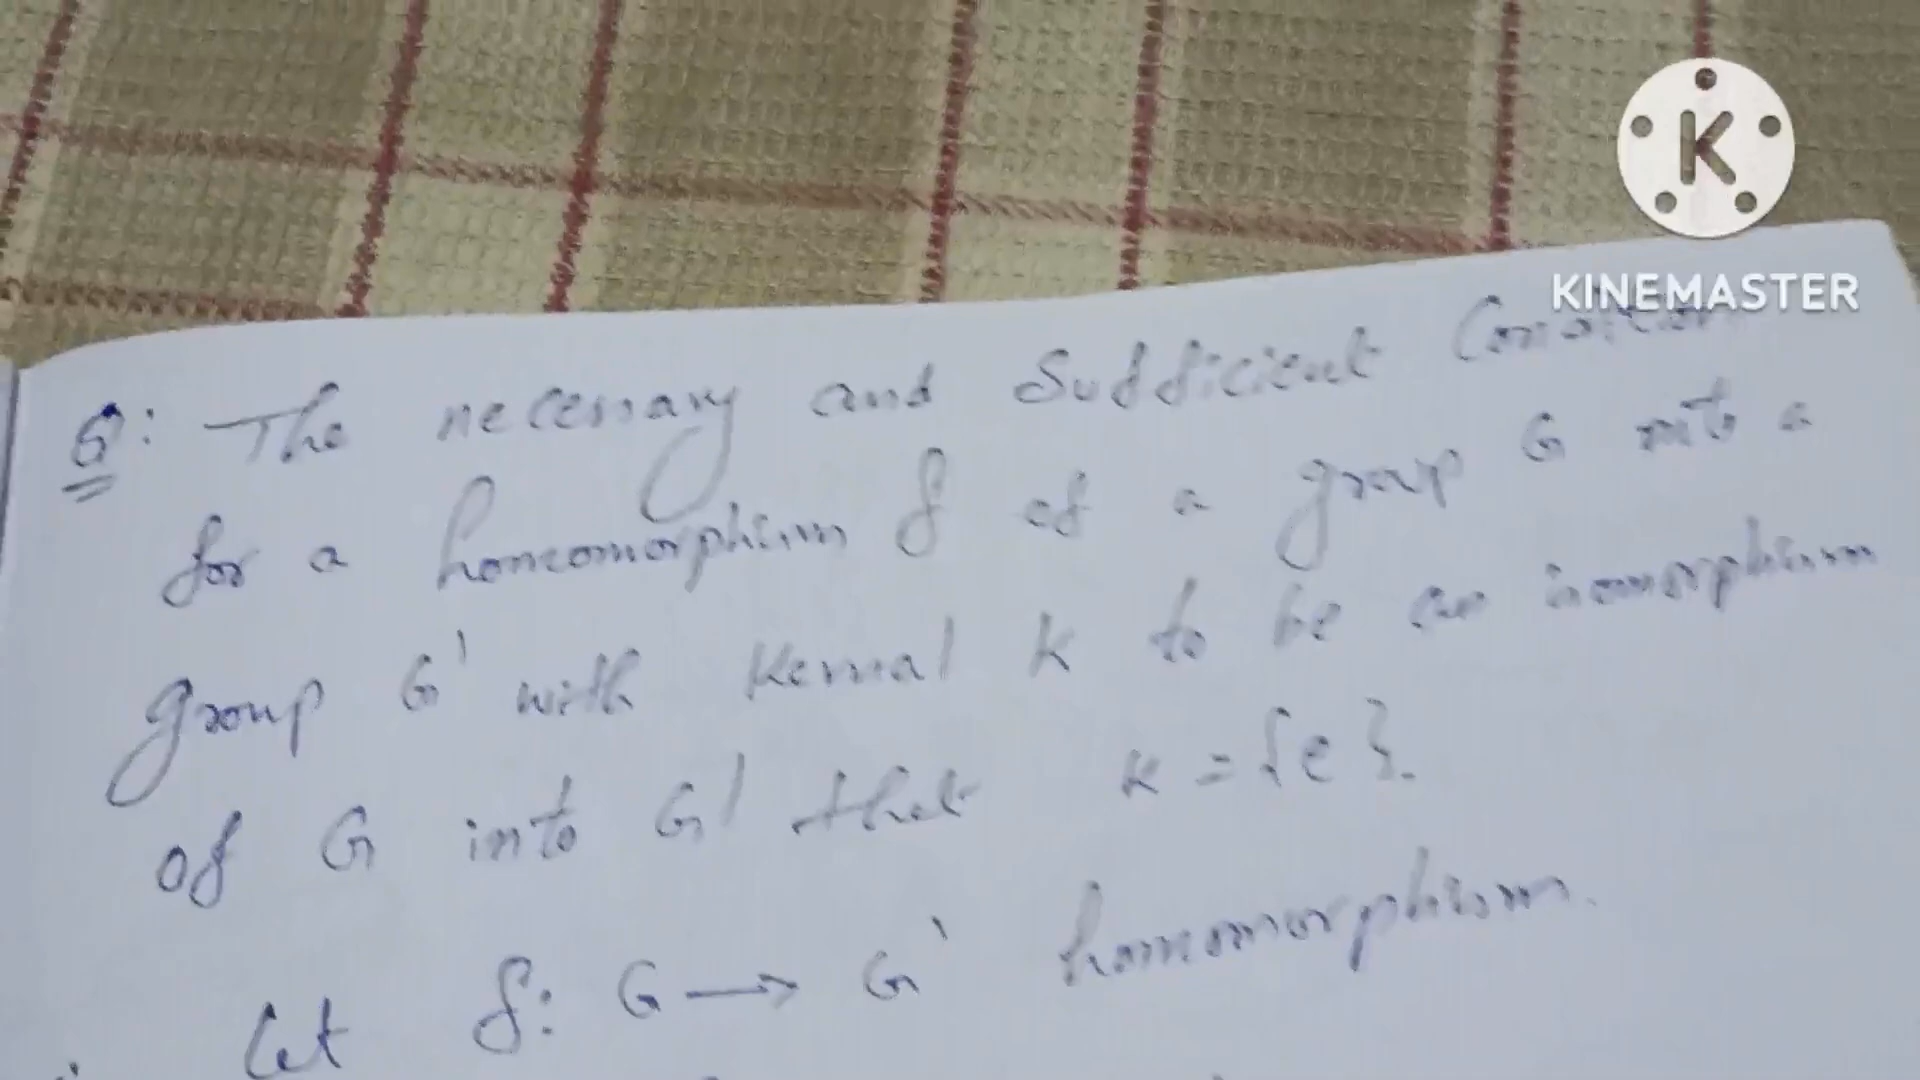 KINEMASTER
Q: The necessary and Sufficient Condition
for a homomorphism f of a group G into a
group G' with Kernal K to be an isomorphism
of G into G' that K = {e}.
Let f: G → G' homomorphism.